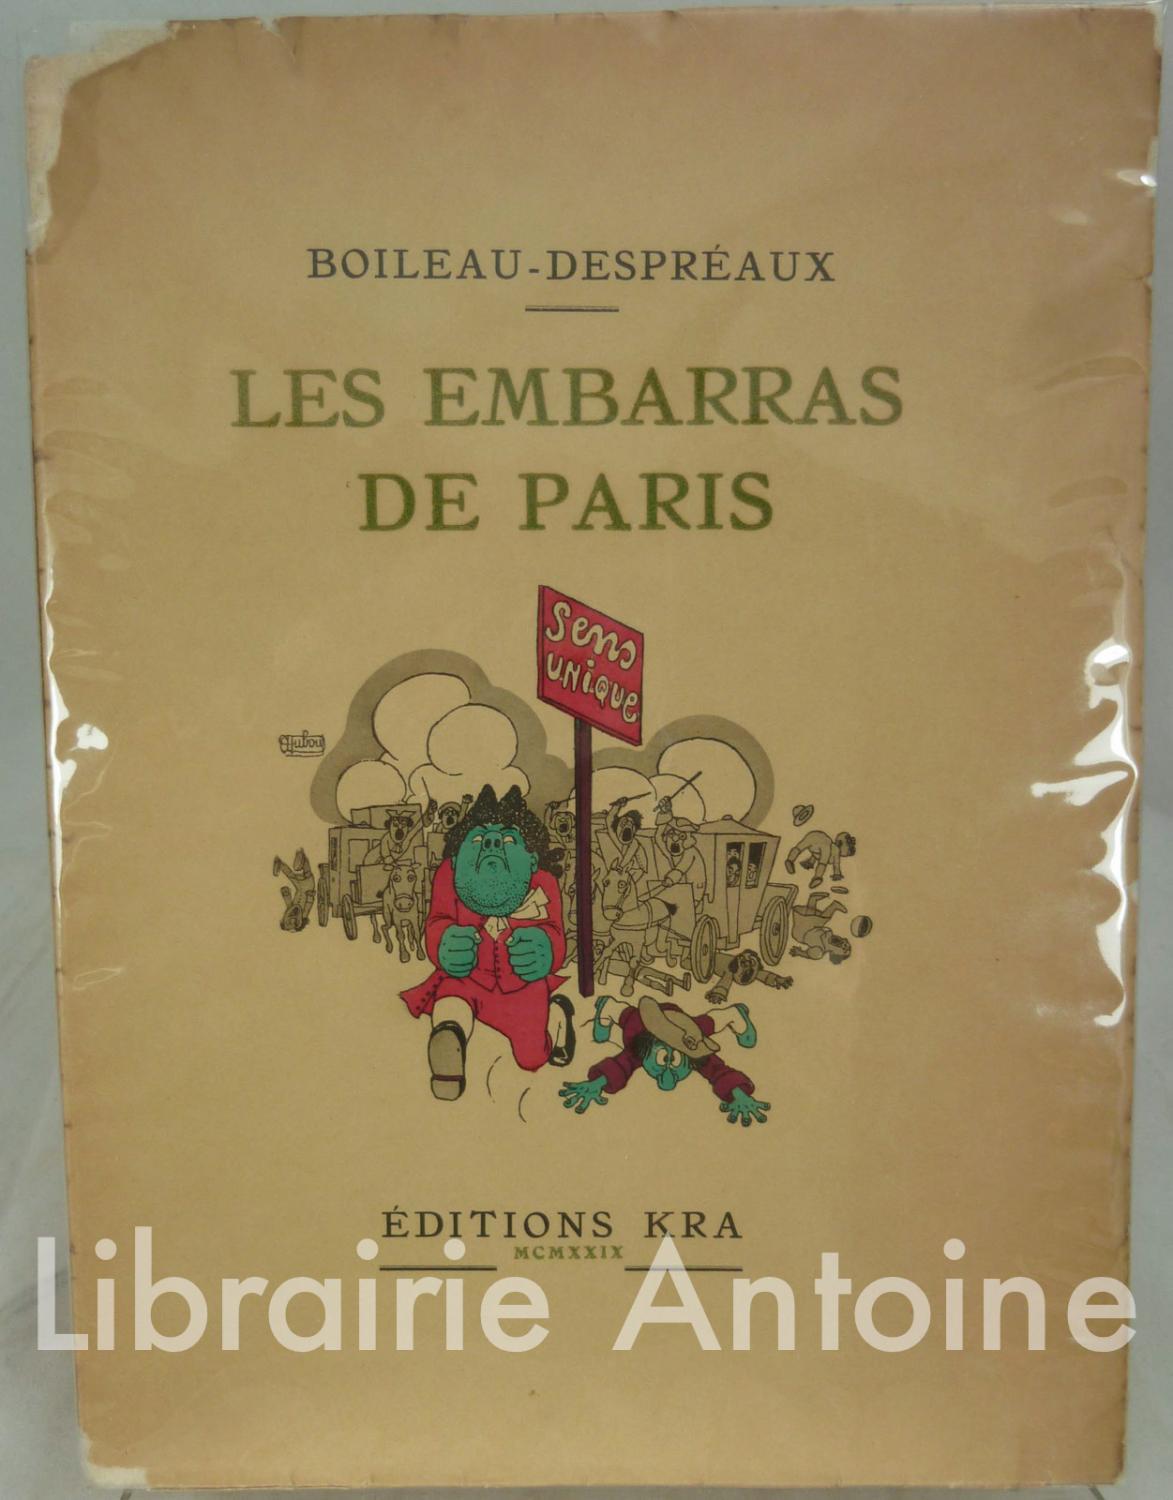 BOILEAU-DESPRÉAUX
LES EMBARRAS
DE PARIS
Sens
UNIQUE
Dubout
ÉDITIONS KRA
MCMXXIX
Librairie Antoine